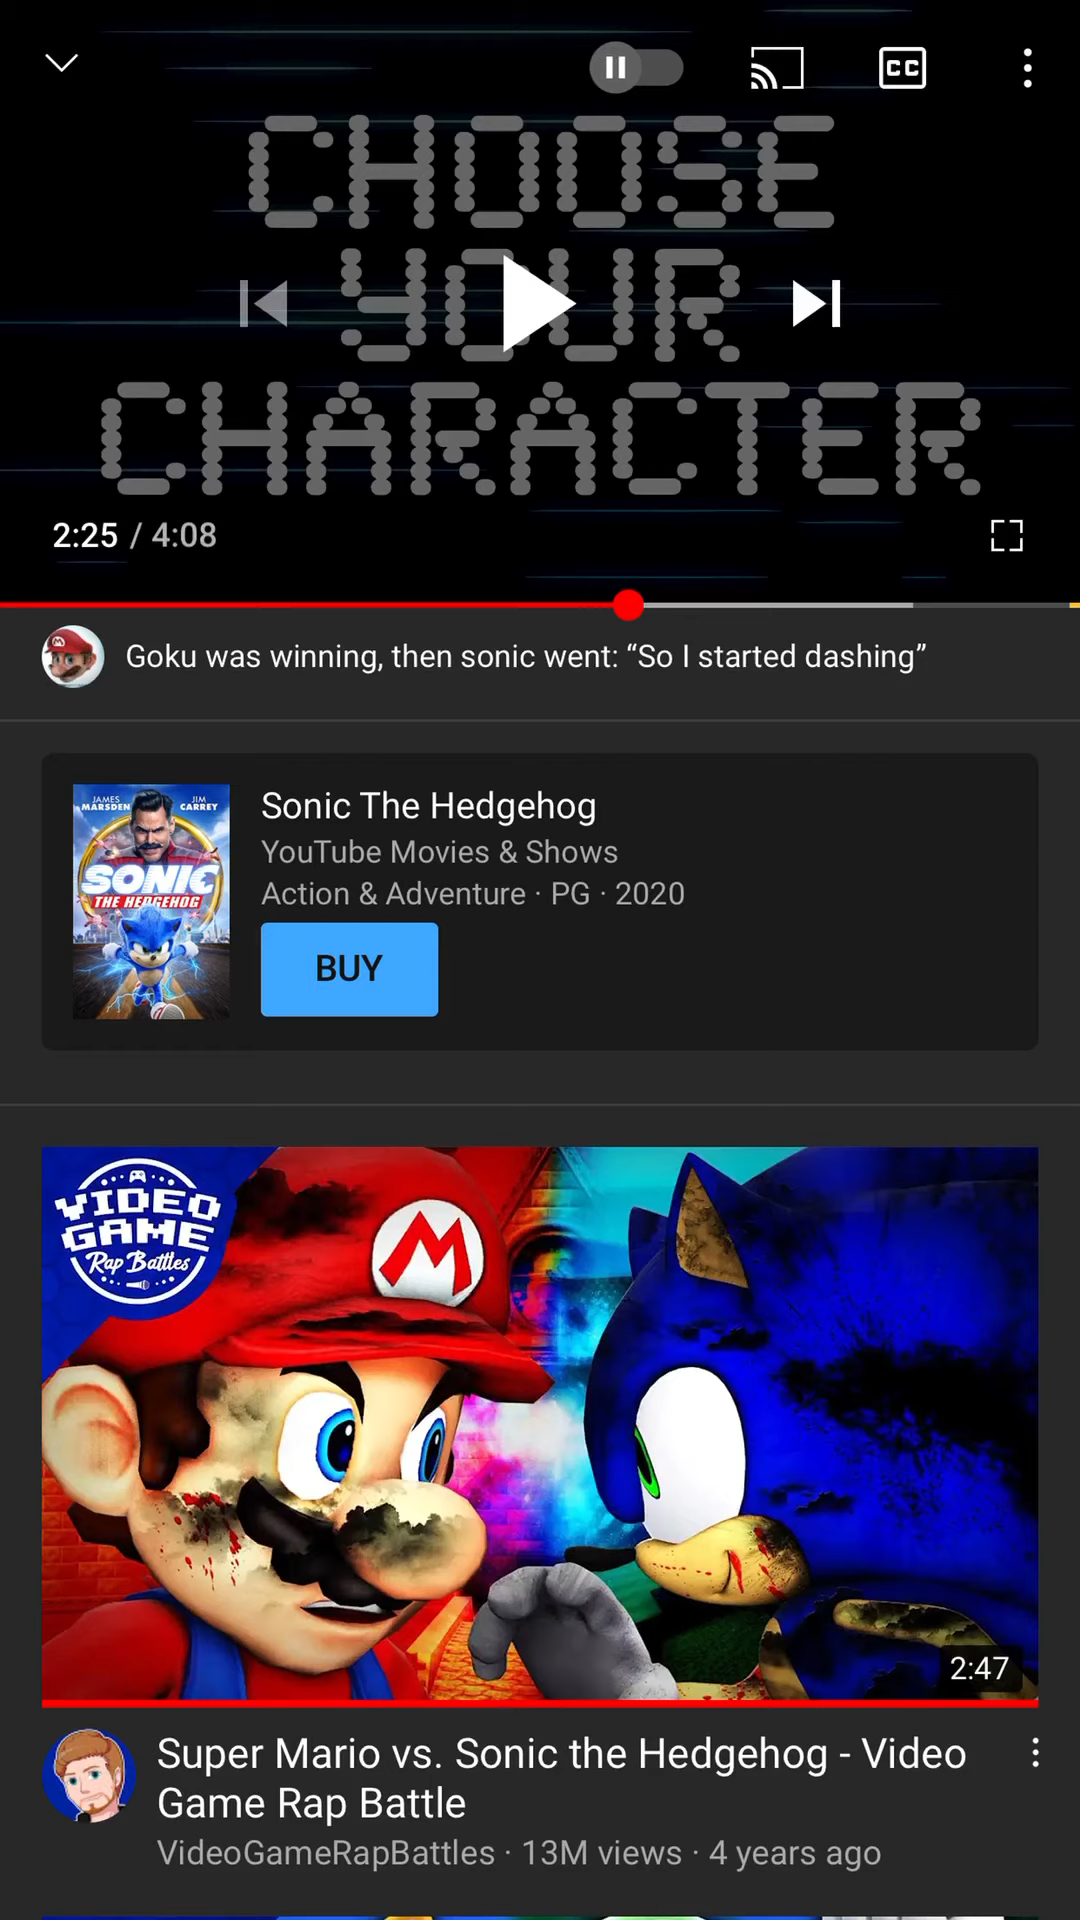 CC
CHOOSE
YOUR
CHARACTER
2:25 / 4:08
Goku was winning, then sonic went: “So I started dashing”
JAMES MARSDEN
JIM CARREY
SONIC
THE HEDGEHOG
Sonic The Hedgehog
YouTube Movies & Shows
Action & Adventure · PG · 2020
BUY
VIDEO
GAME
Rap Battles
M
2:47
Super Mario vs. Sonic the Hedgehog - Video
Game Rap Battle
VideoGameRapBattles · 13M views · 4 years ago